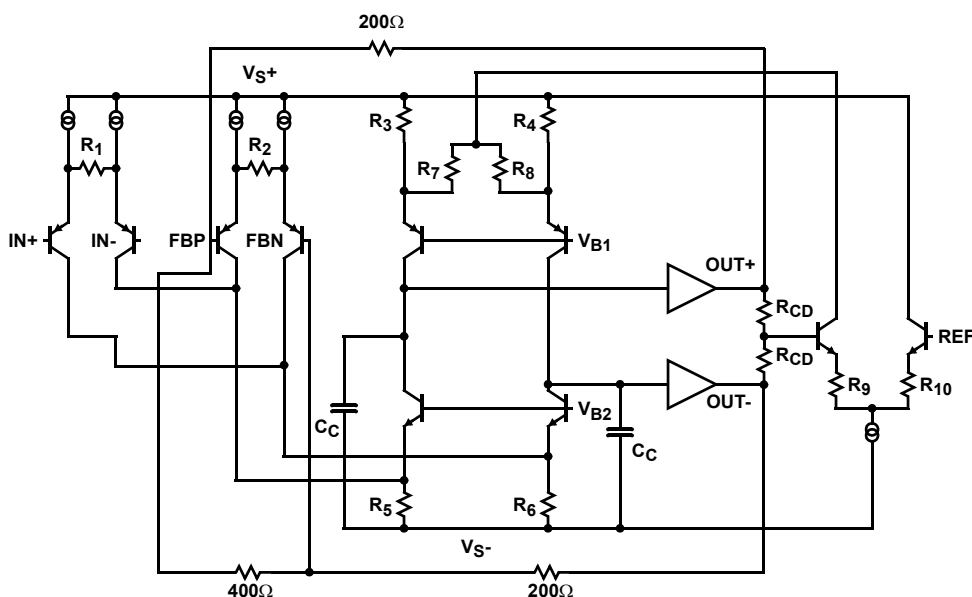 200Ω
VS+
R1
R2
R3
R4
R7
R8
IN+
IN-
FBP
FBN
VB1
OUT+
RCD
REF
RCD
OUT-
R9
R10
VB2
CC
CC
R5
R6
VS-
400Ω
200Ω